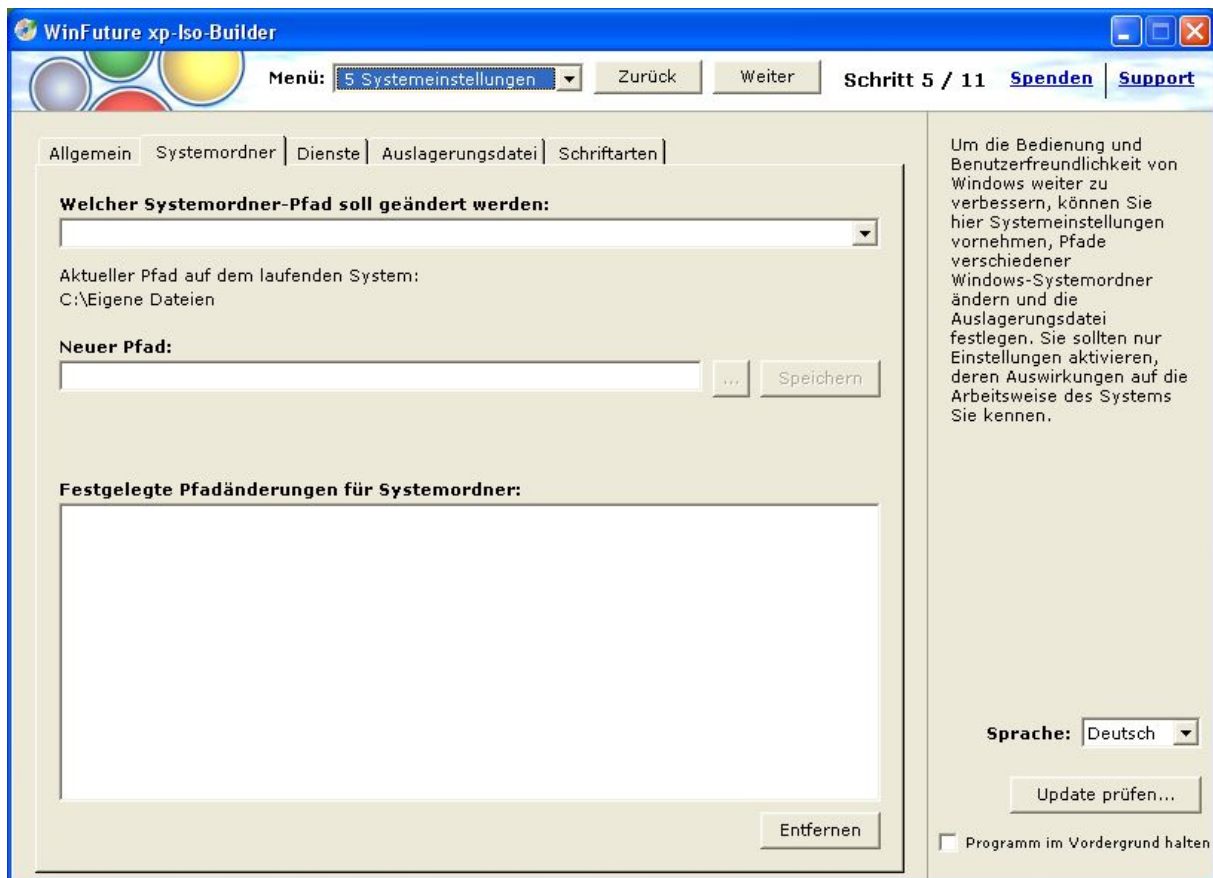 WinFuture xp-Iso-Builder
Menü: 5 Systemeinstellungen Zurück Weiter Schritt 5 / 11 Spenden Support
Allgemein Systemordner Dienste Auslagerungsdatei Schriftarten
Welcher Systemordner-Pfad soll geändert werden:
Aktueller Pfad auf dem laufenden System:
C:\Eigene Dateien
Neuer Pfad:
... Speichern
Festgelegte Pfadänderungen für Systemordner:
Entfernen
Um die Bedienung und
Benutzerfreundlichkeit von
Windows weiter zu
verbessern, können Sie
hier Systemeinstellungen
vornehmen, Pfade
verschiedener
Windows-Systemordner
ändern und die
Auslagerungsdatei
festlegen. Sie sollten nur
Einstellungen aktivieren,
deren Auswirkungen auf die
Arbeitsweise des Systems
Sie kennen.
Sprache: Deutsch
Update prüfen...
Programm im Vordergrund halten